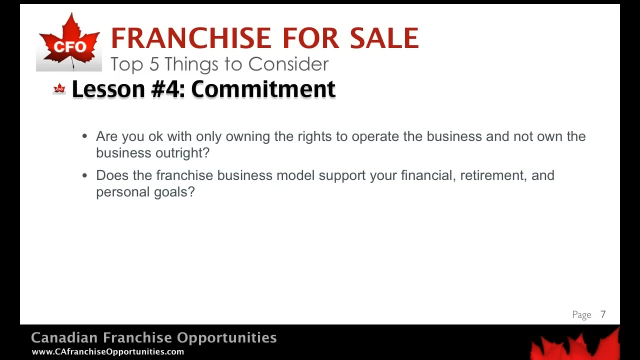 CFO
FRANCHISE FOR SALE
Top 5 Things to Consider
Lesson #4: Commitment
• Are you ok with only owning the rights to operate the business and not own the
business outright?
• Does the franchise business model support your financial, retirement, and
personal goals?
Page 7
Canadian Franchise Opportunities
www.CAfranchiseOpportunities.com